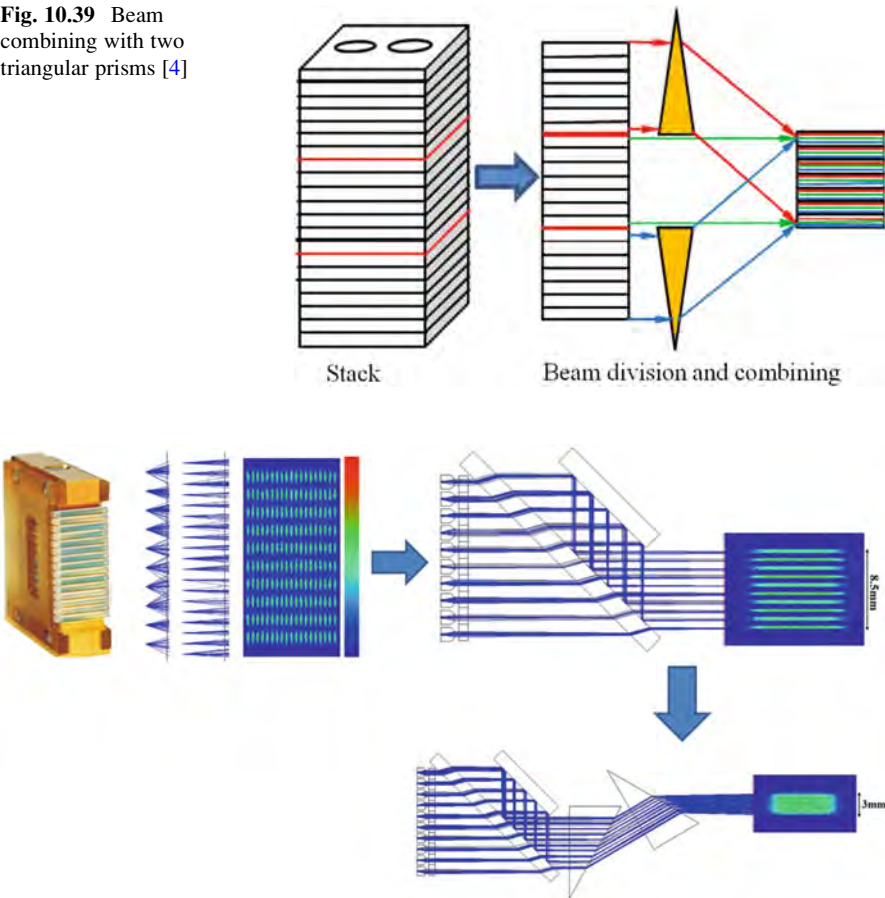 Fig. 10.39 Beam
combining with two
triangular prisms [4]
Stack
Beam division and combining
8.5mm
3mm